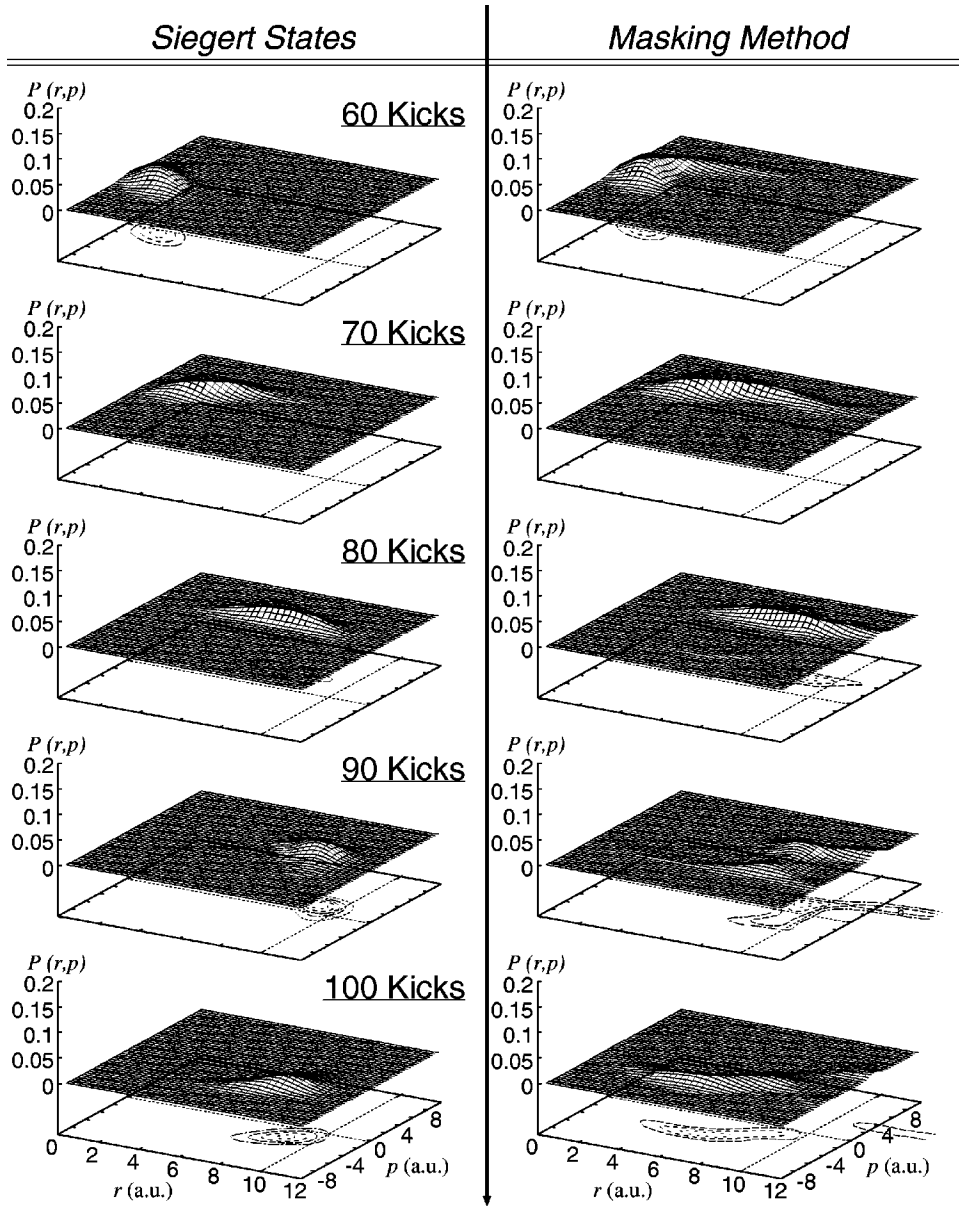 Siegert States
Masking Method
P (r,p)
0.2
0.15
0.1
0.05
0
60 Kicks
P (r,p)
0.2
0.15
0.1
0.05
0
P (r,p)
0.2
0.15
0.1
0.05
0
70 Kicks
P (r,p)
0.2
0.15
0.1
0.05
0
P (r,p)
0.2
0.15
0.1
0.05
0
80 Kicks
P (r,p)
0.2
0.15
0.1
0.05
0
P (r,p)
0.2
0.15
0.1
0.05
0
90 Kicks
P (r,p)
0.2
0.15
0.1
0.05
0
P (r,p)
0.2
0.15
0.1
0.05
0
100 Kicks
0 2 4 6 8 10 12
r (a.u.)
-8 -4 0 4 8
p (a.u.)
P (r,p)
0.2
0.15
0.1
0.05
0
0 2 4 6 8 10 12
r (a.u.)
-8 -4 0 4 8
p (a.u.)